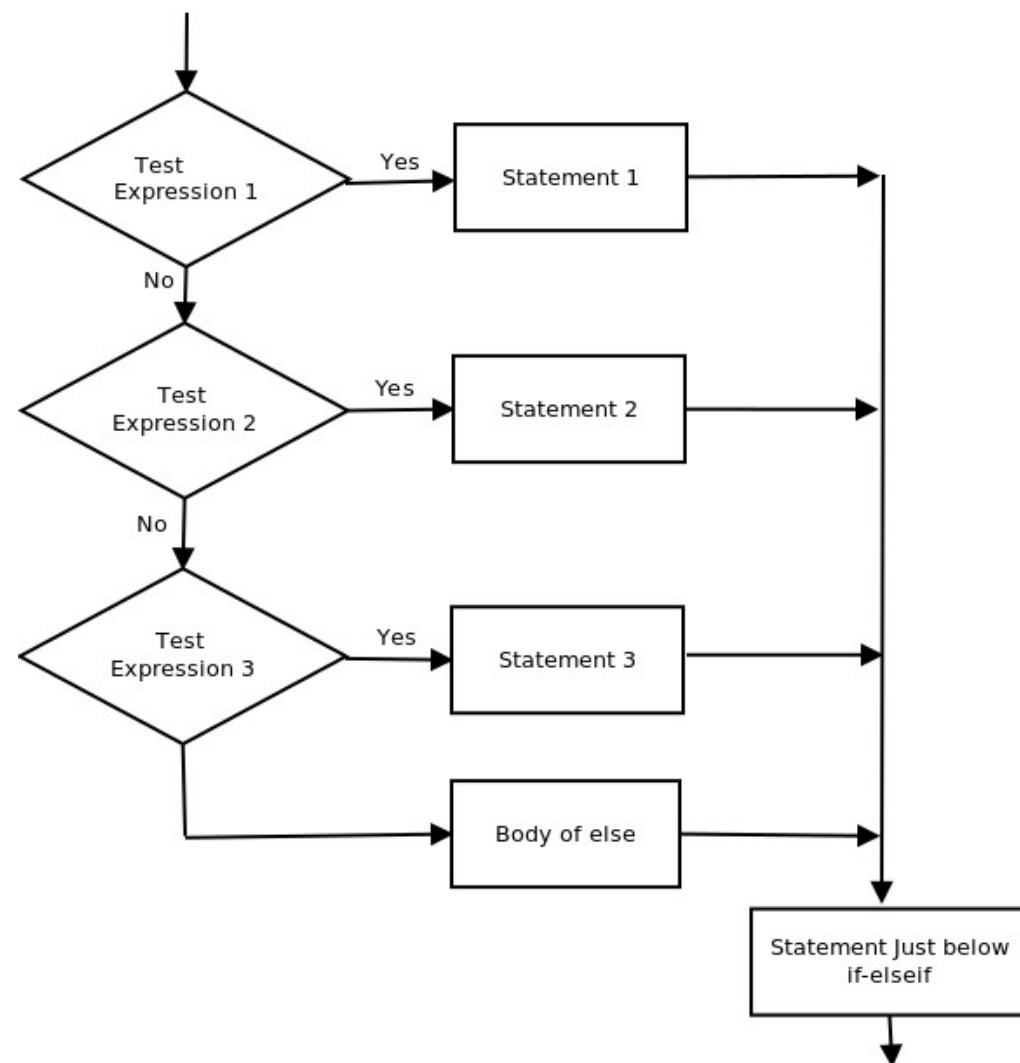 Test
Expression 1
Yes
Statement 1
No
Test
Expression 2
Yes
Statement 2
No
Test
Expression 3
Yes
Statement 3
Body of else
Statement Just below
if-elseif